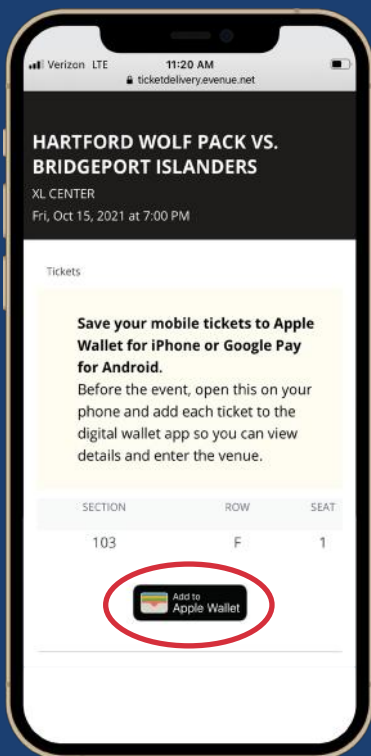 Verizon LTE 11:20 AM
ticketdelivery.evenue.net
HARTFORD WOLF PACK VS.
BRIDGEPORT ISLANDERS
XL CENTER
Fri, Oct 15, 2021 at 7:00 PM
Tickets
Save your mobile tickets to Apple
Wallet for iPhone or Google Pay
for Android.
Before the event, open this on your
phone and add each ticket to the
digital wallet app so you can view
details and enter the venue.
SECTION ROW SEAT
103 F 1
Add to
Apple Wallet